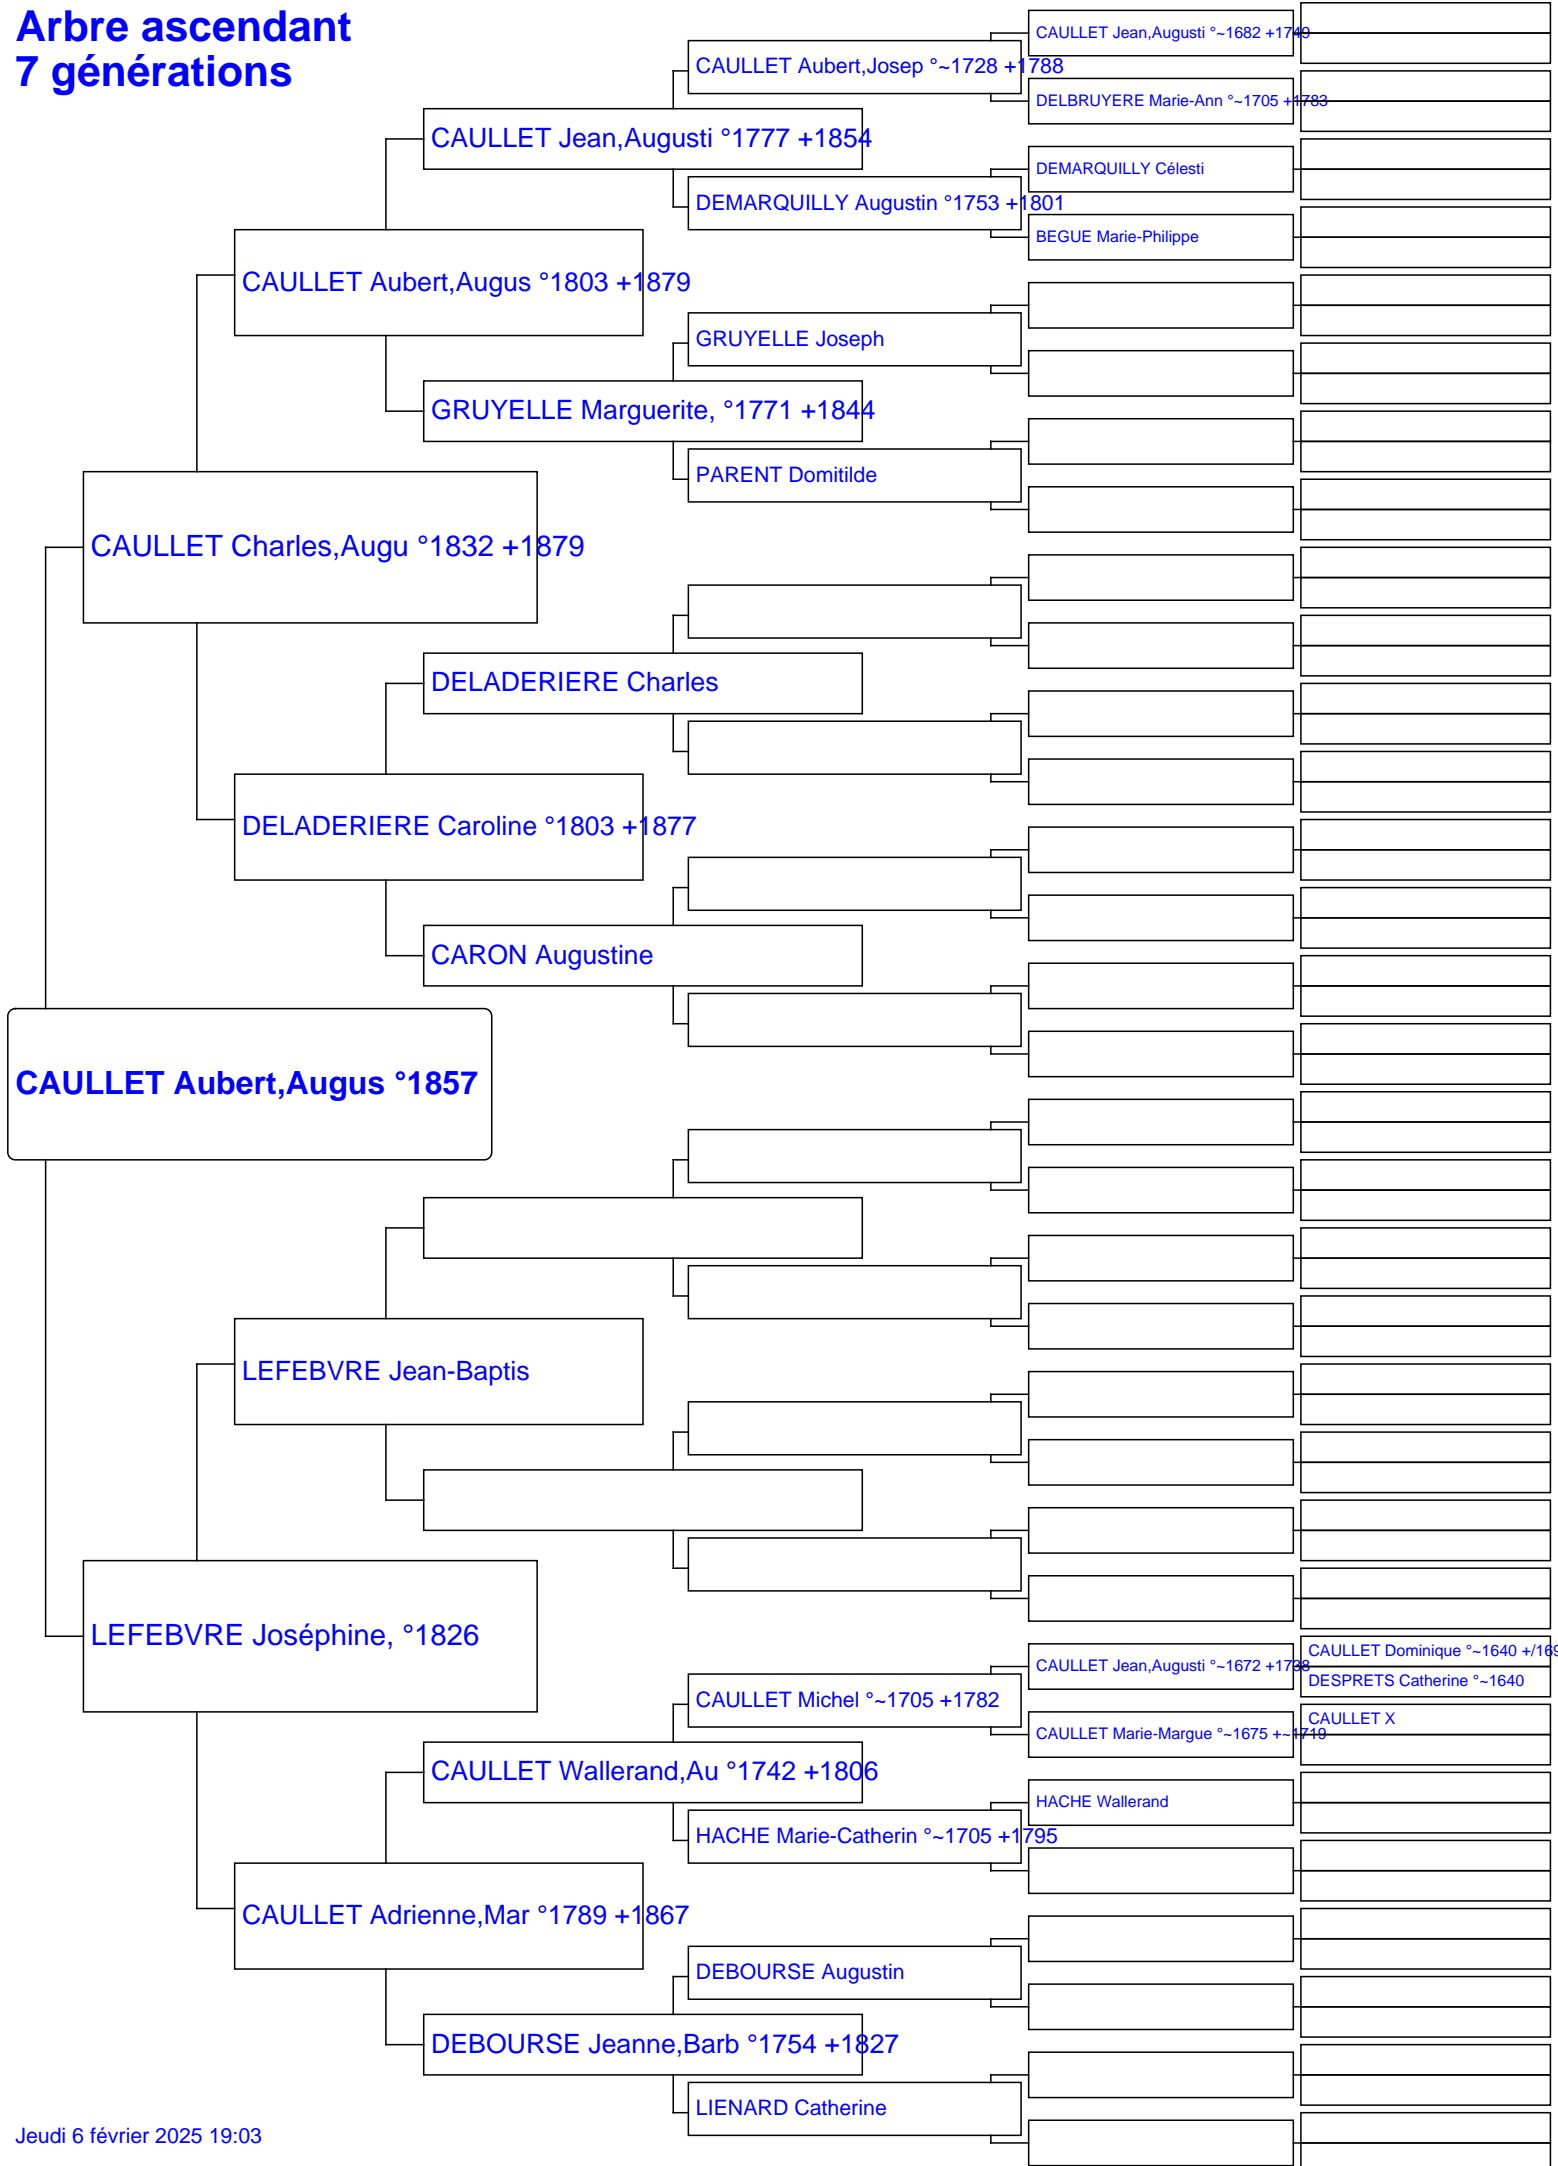 Arbre ascendant
7 générations
CAULLET Jean,Augusti °~1682 +1749
CAULLET Aubert,Josep °~1728 +1788
DELBRUYERE Marie-Ann °~1705 +1783
CAULLET Jean,Augusti °1777 +1854
DEMARQUILLY Célesti
DEMARQUILLY Augustin °1753 +1801
BEGUE Marie-Philippe
CAULLET Aubert,Augus °1803 +1879
GRUYELLE Joseph
GRUYELLE Marguerite, °1771 +1844
PARENT Domitilde
CAULLET Charles,Augu °1832 +1879
DELADERIERE Charles
DELADERIERE Caroline °1803 +1877
CARON Augustine
CAULLET Aubert,Augus °1857
LEFEBVRE Jean-Baptis
LEFEBVRE Joséphine, °1826
CAULLET Dominique °~1640 +/169
CAULLET Jean,Augusti °~1672 +1738
DESPRETS Catherine °~1640
CAULLET Michel °~1705 +1782
CAULLET X
CAULLET Marie-Margue °~1675 +~1719
CAULLET Wallerand,Au °1742 +1806
HACHE Wallerand
HACHE Marie-Catherin °~1705 +1795
CAULLET Adrienne,Mar °1789 +1867
DEBOURSE Augustin
DEBOURSE Jeanne,Barb °1754 +1827
LIENARD Catherine
Jeudi 6 février 2025 19:03